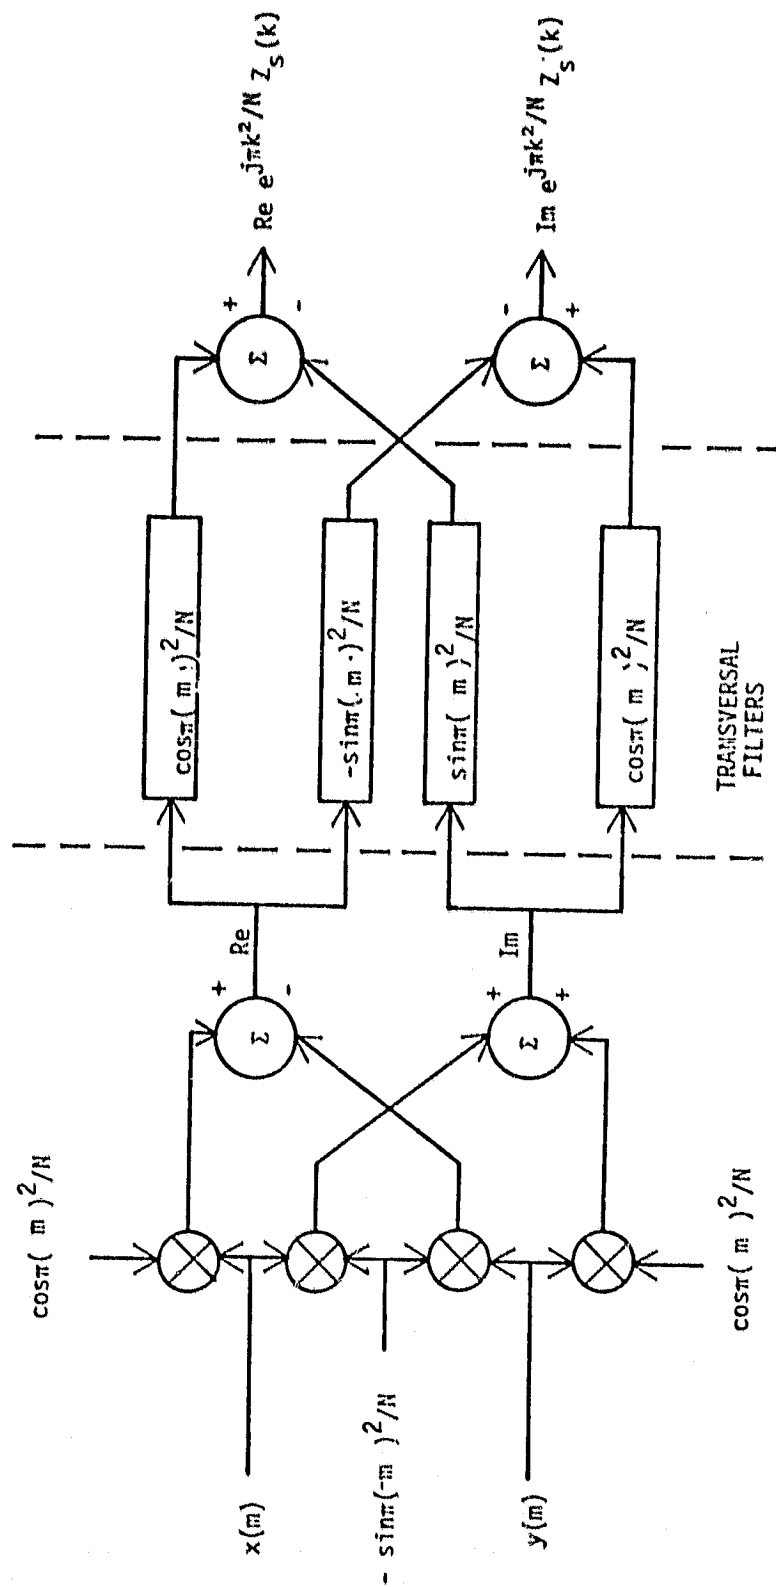 cosπ( m )²/N
x(m)
- sinπ(-m )²/N
y(m)
cosπ( m )²/N
Σ
+
-
Re
Σ
+
+
Im
cosπ( m )²/N
-sinπ( m )²/N
sinπ( m )²/N
cosπ( m )²/N
TRANSVERSAL
FILTERS
Σ
+
-
Re e^jπk²/N Z_s(k)
Σ
-
+
Im e^jπk²/N Z_s(k)